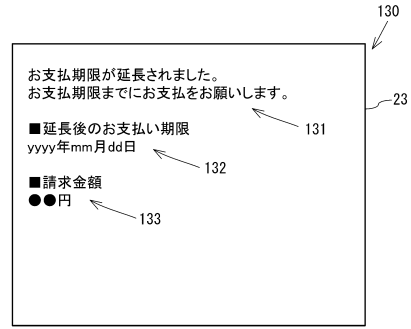 130
お支払期限が延長されました。
お支払期限までにお支払をお願いします。
23
131
■延長後のお支払い期限
yyyy年mm月dd日
132
■請求金額
●●円
133